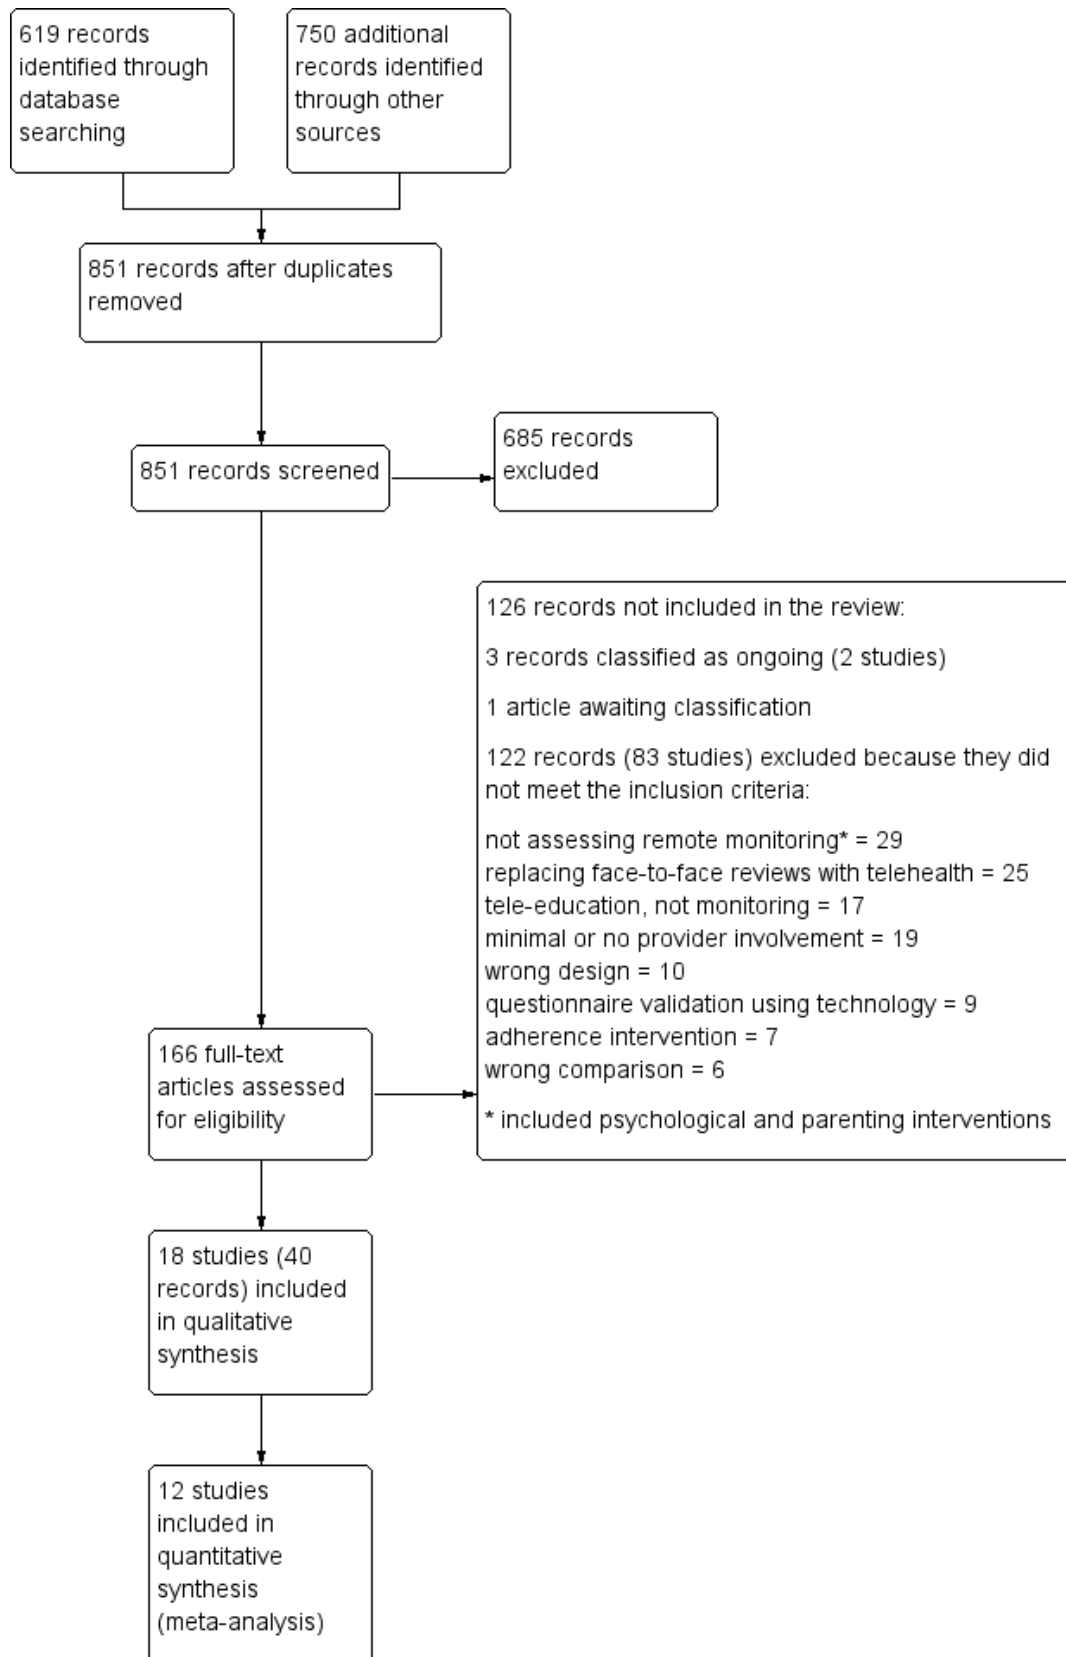 619 records
identified through
database
searching
750 additional
records identified
through other
sources
851 records after duplicates
removed
851 records screened
685 records
excluded
126 records not included in the review:
3 records classified as ongoing (2 studies)
1 article awaiting classification
122 records (83 studies) excluded because they did
not meet the inclusion criteria:
not assessing remote monitoring* = 29
replacing face-to-face reviews with telehealth = 25
tele-education, not monitoring = 17
minimal or no provider involvement = 19
wrong design = 10
questionnaire validation using technology = 9
adherence intervention = 7
wrong comparison = 6
* included psychological and parenting interventions
166 full-text
articles assessed
for eligibility
18 studies (40
records) included
in qualitative
synthesis
12 studies
included in
quantitative
synthesis
(meta-analysis)